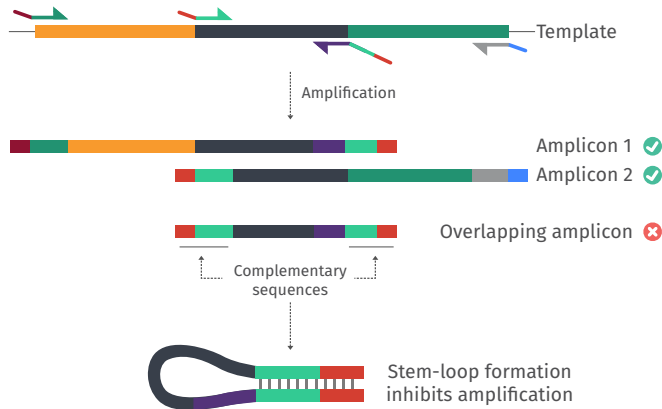 Template
Amplification
Amplicon 1
Amplicon 2
Overlapping amplicon
Complementary
sequences
Stem-loop formation
inhibits amplification